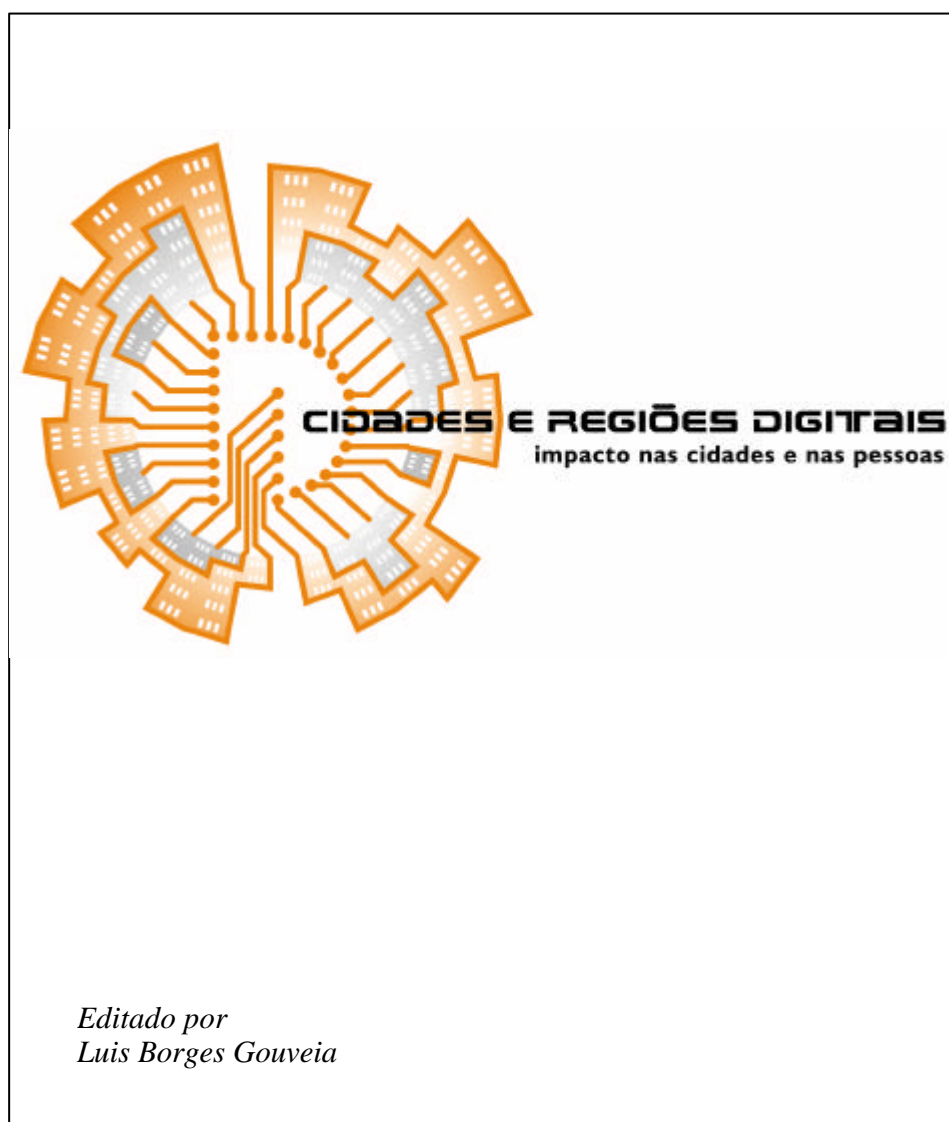 CIDADES E REGIÕES DIGITAIS
impacto nas cidades e nas pessoas
Editado por
Luis Borges Gouveia